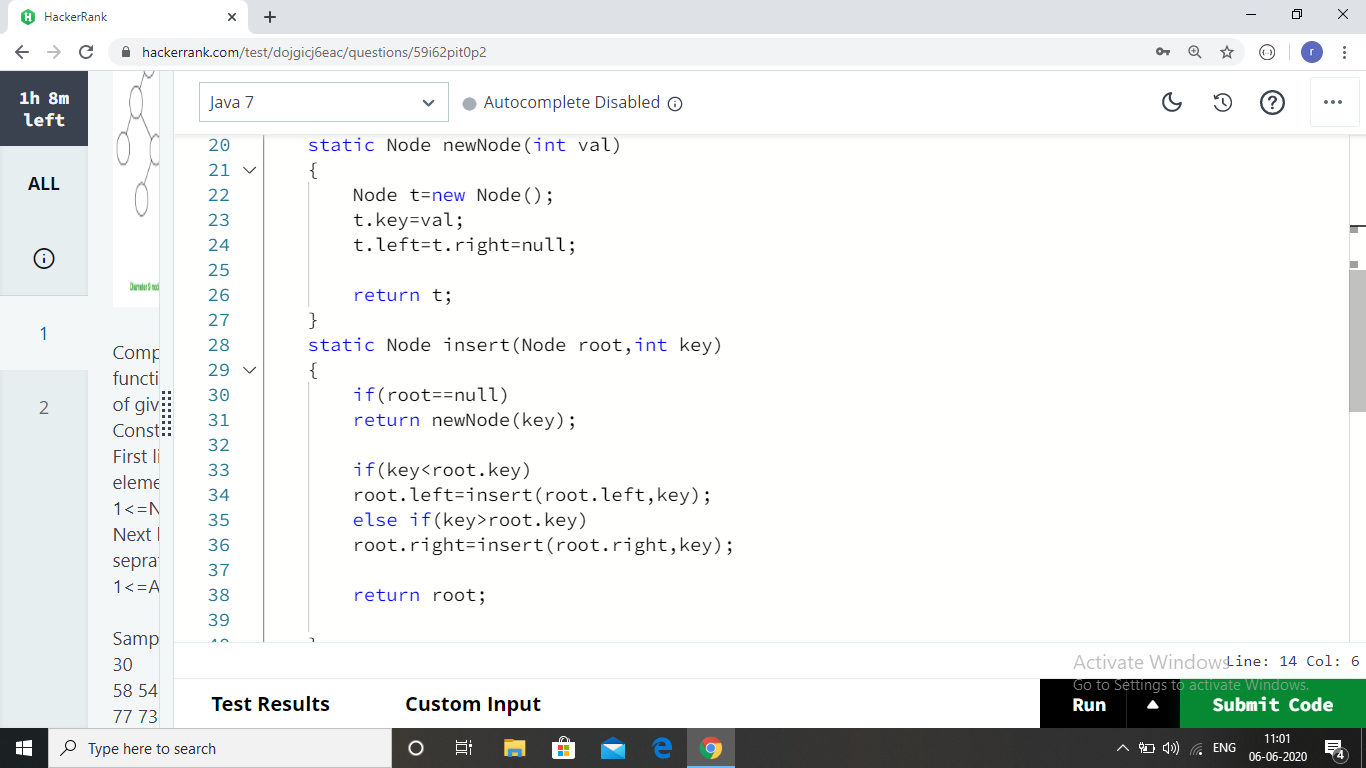 HackerRank
hackerrank.com/test/dojgicj6eac/questions/59i62pit0p2
r
1h 8m
left
ALL
1
2
Diameter 9 nod
Comp
functi
of giv
Const
First li
eleme
1<=N
Next l
seprat
1<=A
Samp
30
58 54
77 73
Java 7
Autocomplete Disabled
20 static Node newNode(int val)
21 {
22 Node t=new Node();
23 t.key=val;
24 t.left=t.right=null;
25
26 return t;
27 }
28 static Node insert(Node root,int key)
29 {
30 if(root==null)
31 return newNode(key);
32
33 if(key<root.key)
34 root.left=insert(root.left,key);
35 else if(key>root.key)
36 root.right=insert(root.right,key);
37
38 return root;
39
Line: 14 Col: 6
Activate Windows
Go to Settings to activate Windows.
Test Results
Custom Input
Run
Submit Code
Type here to search
ENG
11:01
06-06-2020
4